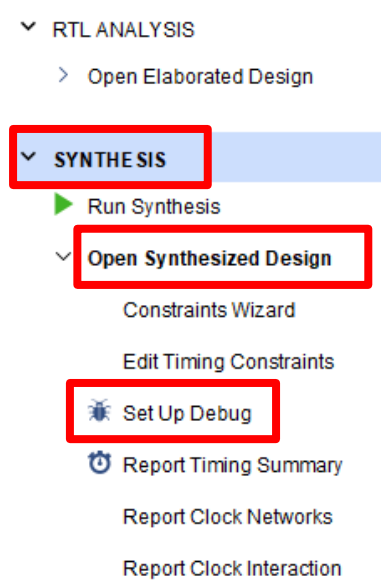 RTL ANALYSIS
Open Elaborated Design
SYNTHESIS
Run Synthesis
Open Synthesized Design
Constraints Wizard
Edit Timing Constraints
Set Up Debug
Report Timing Summary
Report Clock Networks
Report Clock Interaction